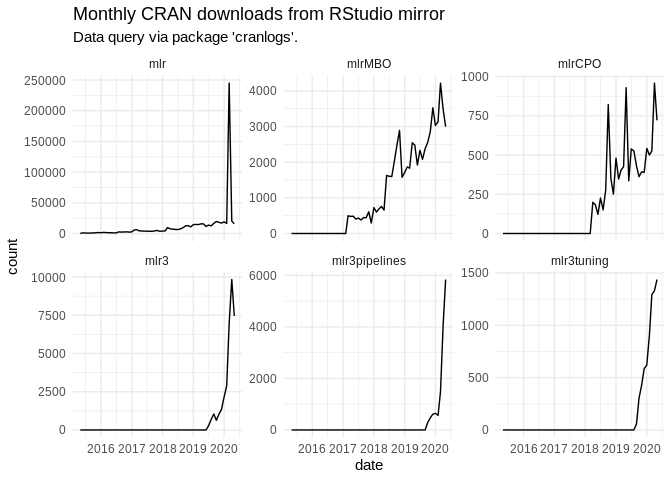 Monthly CRAN downloads from RStudio mirror
Data query via package 'cranlogs'.
mlr
mlrMBO
mlrCPO
250000
200000
150000
100000
50000
0
4000
3000
2000
1000
0
1000
750
500
250
0
count
mlr3
mlr3pipelines
mlr3tuning
10000
7500
5000
2500
0
6000
4000
2000
0
1500
1000
500
0
2016 2017 2018 2019 2020
2016 2017 2018 2019 2020
2016 2017 2018 2019 2020
date